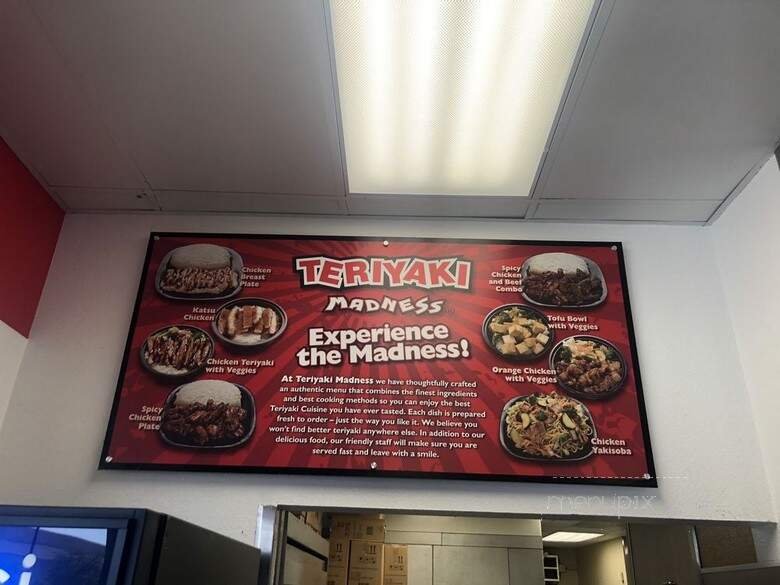 TERIYAKI
MADNESS
Experience
the Madness!
At Teriyaki Madness we have thoughtfully crafted
an authentic menu that combines the finest ingredients
and best cooking methods so you can enjoy the best
Teriyaki Cuisine you have ever tasted. Each dish is prepared
fresh to order – just the way you like it. We believe you
won't find better teriyaki anywhere else. In addition to our
delicious food, our friendly staff will make sure you are
served fast and leave with a smile.
Chicken
Breast
Plate
Katsu
Chicken
Chicken Teriyaki
with Veggies
Spicy
Chicken
Plate
Spicy
Chicken
and Beef
Combo
Tofu Bowl
with Veggies
Orange Chicken
with Veggies
Chicken
Yakisoba
menupix